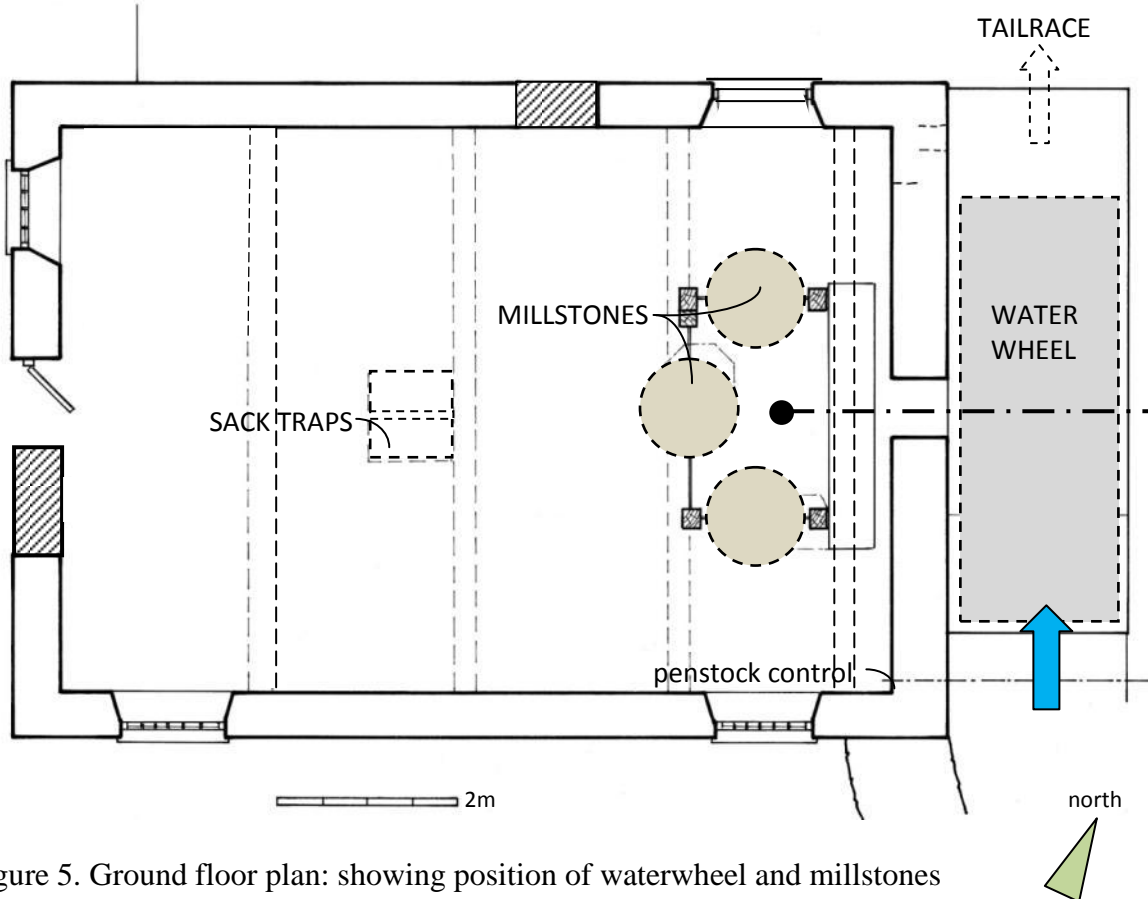 TAILRACE
MILLSTONES
WATER
WHEEL
SACK TRAPS
penstock control
2m
north
gure 5. Ground floor plan: showing position of waterwheel and millstones